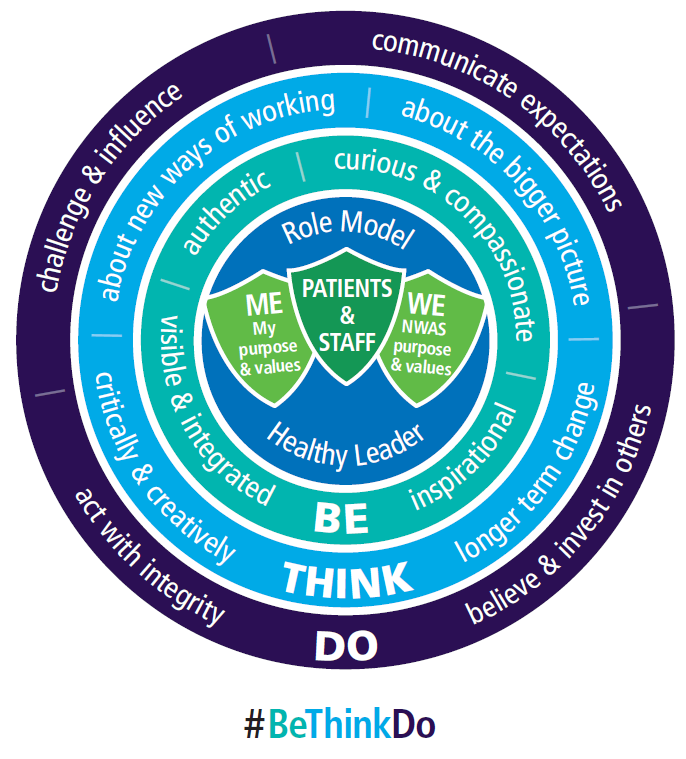 challenge & influence
communicate expectations
act with integrity
believe & invest in others
DO
about new ways of working
about the bigger picture
critically & creatively
longer term change
THINK
authentic
curious & compassionate
visible & integrated
inspirational
BE
Role Model
ME
My
purpose
& values
PATIENTS
&
STAFF
WE
NWAS
purpose
& values
Healthy Leader
#BeThinkDo